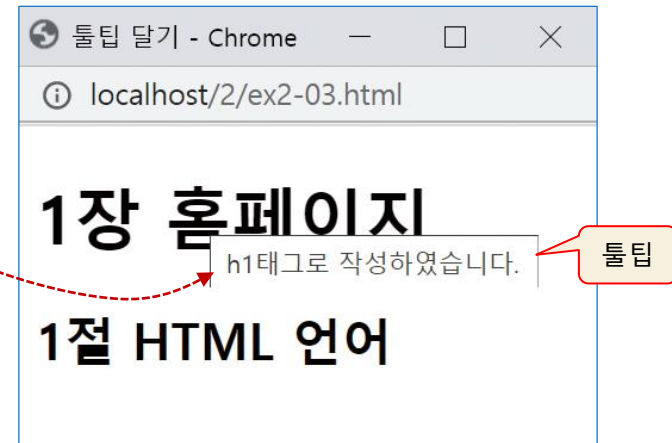 툴팁 달기 - Chrome
localhost/2/ex2-03.html
1장 홈페이지
h1태그로 작성하였습니다.
툴팁
1절 HTML 언어